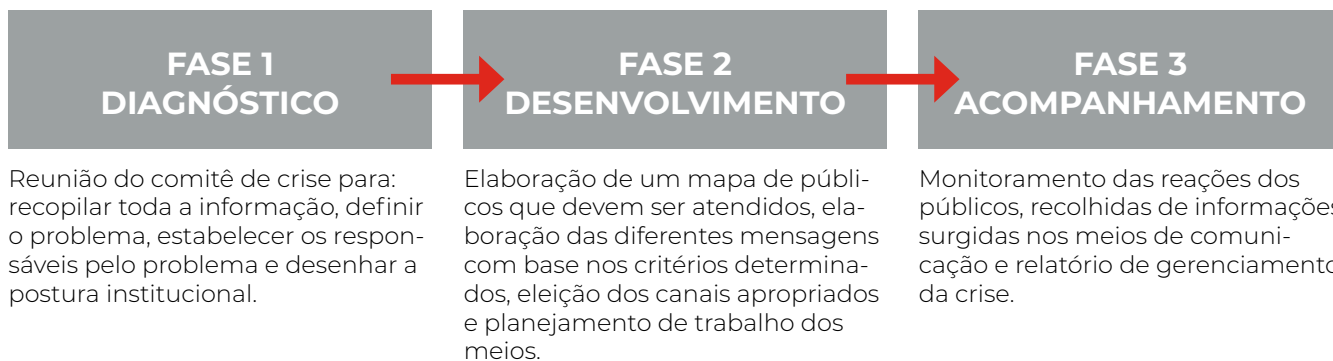 FASE 1
DIAGNÓSTICO
Reunião do comitê de crise para:
recopilar toda a informação, definir
o problema, estabelecer os respon-
sáveis pelo problema e desenhar a
postura institucional.
FASE 2
DESENVOLVIMENTO
Elaboração de um mapa de públi-
cos que devem ser atendidos, ela-
boração das diferentes mensagens
com base nos critérios determina-
dos, eleição dos canais apropriados
e planejamento de trabalho dos
meios.
FASE 3
ACOMPANHAMENTO
Monitoramento das reações dos
públicos, recolhidas de informações
surgidas nos meios de comuni-
cação e relatório de gerenciamento
da crise.